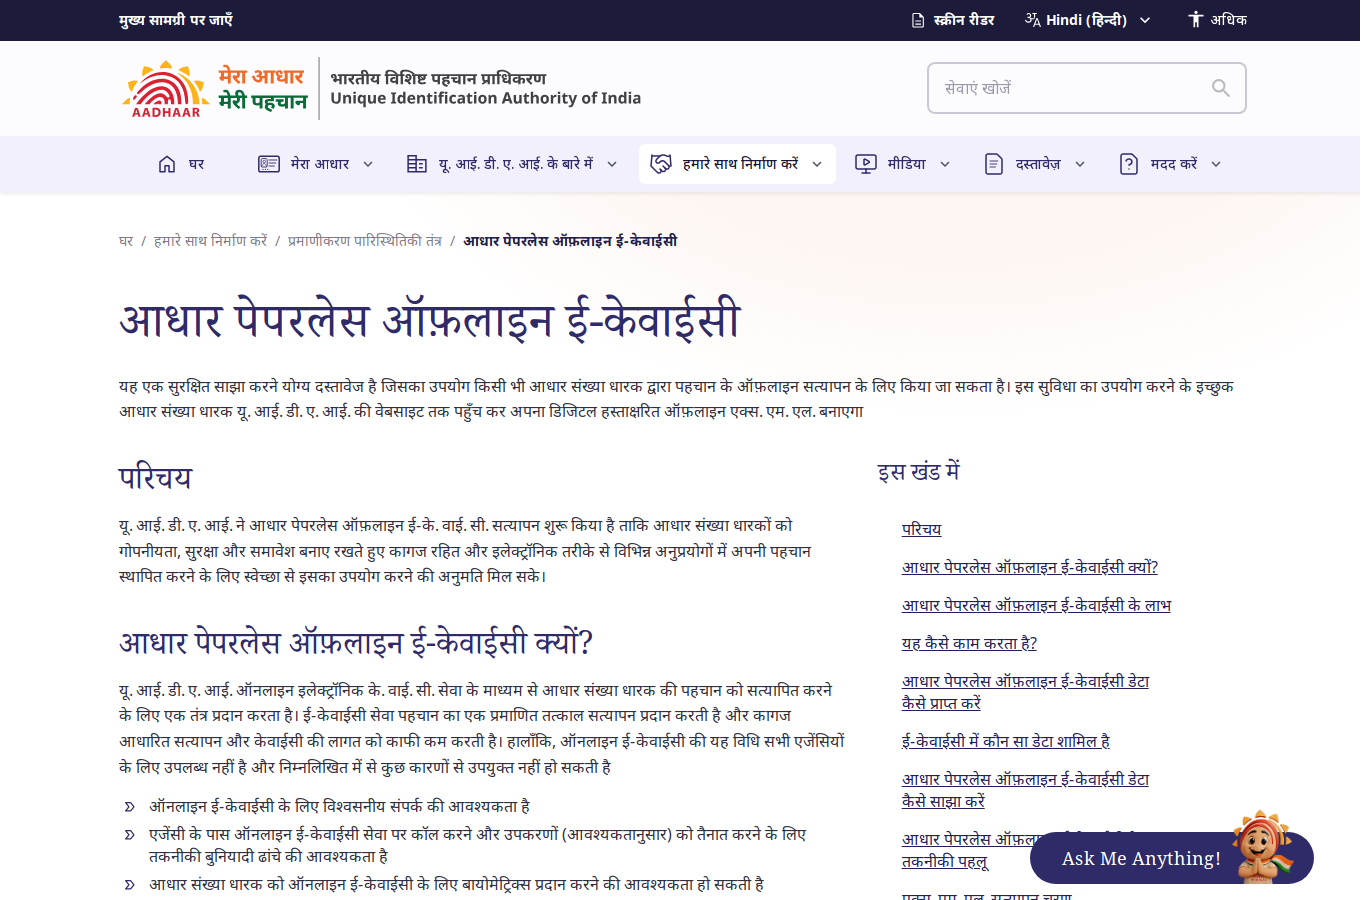 मुख्य सामग्री पर जाएँ
स्क्रीन रीडर
Hindi (हिन्दी)
अधिक
AADHAAR
मेरा आधार
मेरी पहचान
भारतीय विशिष्ट पहचान प्राधिकरण
Unique Identification Authority of India
सेवाएं खोजें
घर
मेरा आधार
यू. आई. डी. ए. आई. के बारे में
हमारे साथ निर्माण करें
मीडिया
दस्तावेज़
मदद करें
घर / हमारे साथ निर्माण करें / प्रमाणीकरण पारिस्थितिकी तंत्र / आधार पेपरलेस ऑफ़लाइन ई-केवाईसी
आधार पेपरलेस ऑफ़लाइन ई-केवाईसी
यह एक सुरक्षित साझा करने योग्य दस्तावेज है जिसका उपयोग किसी भी आधार संख्या धारक द्वारा पहचान के ऑफ़लाइन सत्यापन के लिए किया जा सकता है। इस सुविधा का उपयोग करने के इच्छुक
आधार संख्या धारक यू. आई. डी. ए. आई. की वेबसाइट तक पहुँच कर अपना डिजिटल हस्ताक्षरित ऑफ़लाइन एक्स. एम. एल. बनाएगा
परिचय
यू. आई. डी. ए. आई. ने आधार पेपरलेस ऑफ़लाइन ई-के. वाई. सी. सत्यापन शुरू किया है ताकि आधार संख्या धारकों को
गोपनीयता, सुरक्षा और समावेश बनाए रखते हुए कागज रहित और इलेक्ट्रॉनिक तरीके से विभिन्न अनुप्रयोगों में अपनी पहचान
स्थापित करने के लिए स्वेच्छा से इसका उपयोग करने की अनुमति मिल सके।
आधार पेपरलेस ऑफ़लाइन ई-केवाईसी क्यों?
यू. आई. डी. ए. आई. ऑनलाइन इलेक्ट्रॉनिक के. वाई. सी. सेवा के माध्यम से आधार संख्या धारक की पहचान को सत्यापित करने
के लिए एक तंत्र प्रदान करता है। ई-केवाईसी सेवा पहचान का एक प्रमाणित तत्काल सत्यापन प्रदान करती है और कागज
आधारित सत्यापन और केवाईसी की लागत को काफी कम करती है। हालाँकि, ऑनलाइन ई-केवाईसी की यह विधि सभी एजेंसियों
के लिए उपलब्ध नहीं है और निम्नलिखित में से कुछ कारणों से उपयुक्त नहीं हो सकती है
ऑनलाइन ई-केवाईसी के लिए विश्वसनीय संपर्क की आवश्यकता है
एजेंसी के पास ऑनलाइन ई-केवाईसी सेवा पर कॉल करने और उपकरणों (आवश्यकतानुसार) को तैनात करने के लिए
तकनीकी बुनियादी ढांचे की आवश्यकता है
आधार संख्या धारक को ऑनलाइन ई-केवाईसी के लिए बायोमेट्रिक्स प्रदान करने की आवश्यकता हो सकती है
इस खंड में
परिचय
आधार पेपरलेस ऑफ़लाइन ई-केवाईसी क्यों?
आधार पेपरलेस ऑफ़लाइन ई-केवाईसी के लाभ
यह कैसे काम करता है?
आधार पेपरलेस ऑफ़लाइन ई-केवाईसी डेटा
कैसे प्राप्त करें
ई-केवाईसी में कौन सा डेटा शामिल है
आधार पेपरलेस ऑफ़लाइन ई-केवाईसी डेटा
कैसे साझा करें
आधार पेपरलेस
तकनीकी पहलू
Ask Me Anything!